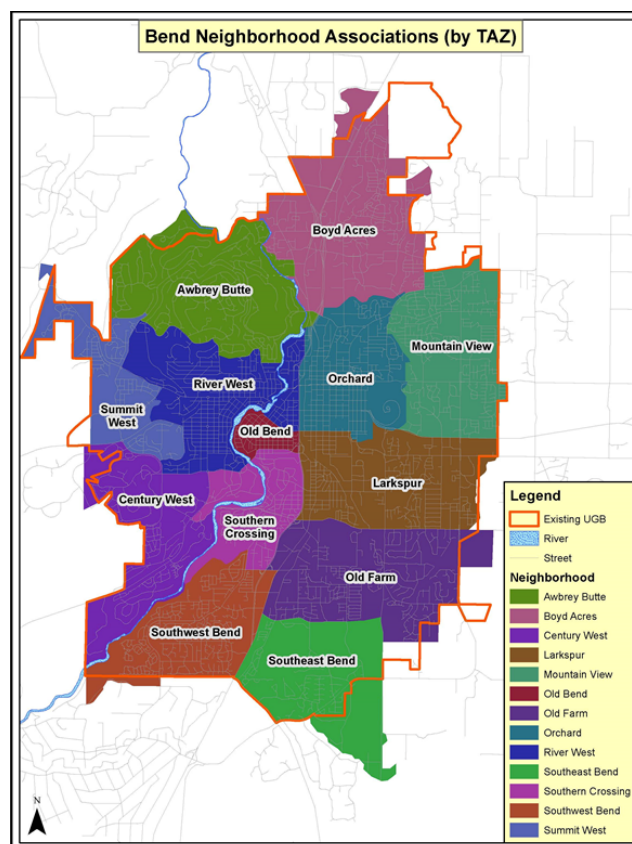 Bend Neighborhood Associations (by TAZ)
Boyd Acres
Awbrey Butte
Mountain View
River West
Orchard
Summit
West
Old Bend
Century West
Larkspur
Southern
Crossing
Old Farm
Southwest Bend
Southeast Bend
Legend
Existing UGB
River
Street
Neighborhood
Awbrey Butte
Boyd Acres
Century West
Larkspur
Mountain View
Old Bend
Old Farm
Orchard
River West
Southeast Bend
Southern Crossing
Southwest Bend
Summit West
N